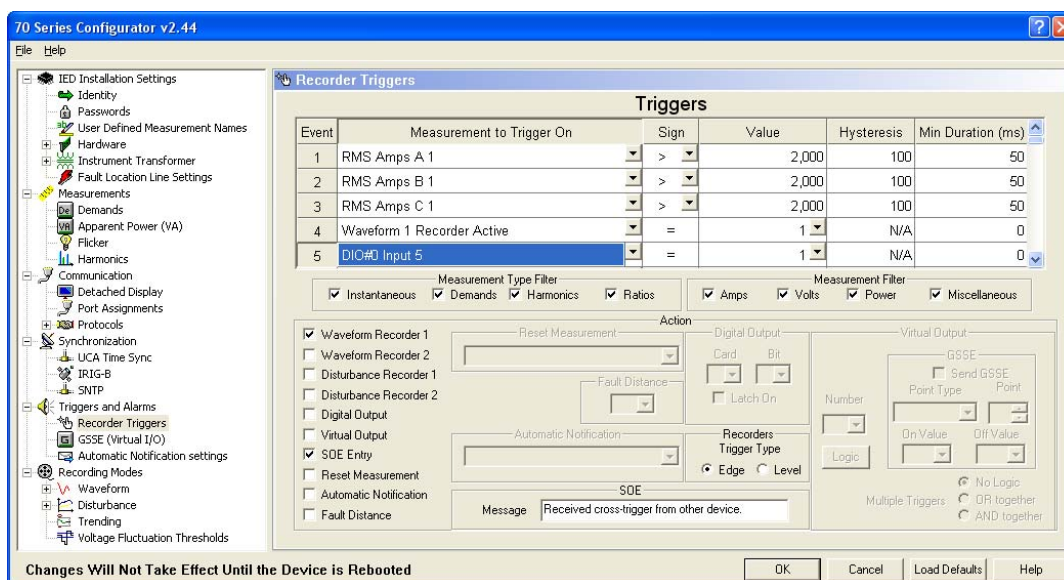 70 Series Configurator v2.44
File Help
IED Installation Settings
Identity
Passwords
User Defined Measurement Names
Hardware
Instrument Transformer
Fault Location Line Settings
Measurements
Demands
Apparent Power (VA)
Flicker
Harmonics
Communication
Detached Display
Port Assignments
Protocols
Synchronization
UCA Time Sync
IRIG-B
SNTP
Triggers and Alarms
Recorder Triggers
GSSE (Virtual I/O)
Automatic Notification settings
Recording Modes
Waveform
Disturbance
Trending
Voltage Fluctuation Thresholds
Recorder Triggers
Triggers
Event Measurement to Trigger On Sign Value Hysteresis Min Duration (ms)
1 RMS Amps A 1 > 2,000 100 50
2 RMS Amps B 1 > 2,000 100 50
3 RMS Amps C 1 > 2,000 100 50
4 Waveform 1 Recorder Active = 1 N/A 0
5 DIO#0 Input 5 = 1 N/A 0
Measurement Type Filter
Instantaneous Demands Harmonics Ratios
Measurement Filter
Amps Volts Power Miscellaneous
Action
Waveform Recorder 1
Waveform Recorder 2
Disturbance Recorder 1
Disturbance Recorder 2
Digital Output
Virtual Output
SOE Entry
Reset Measurement
Automatic Notification
Fault Distance
Reset Measurement
Fault Distance
Automatic Notification
Digital Output
Card Bit
Latch On
Recorders
Trigger Type
Edge Level
SOE
Message Received cross-trigger from other device.
Virtual Output
Number
Logic
GSSE
Send GSSE
Point Type Point
On Value Off Value
Multiple Triggers
No Logic
OR together
AND together
Changes Will Not Take Effect Until the Device is Rebooted
OK Cancel Load Defaults Help